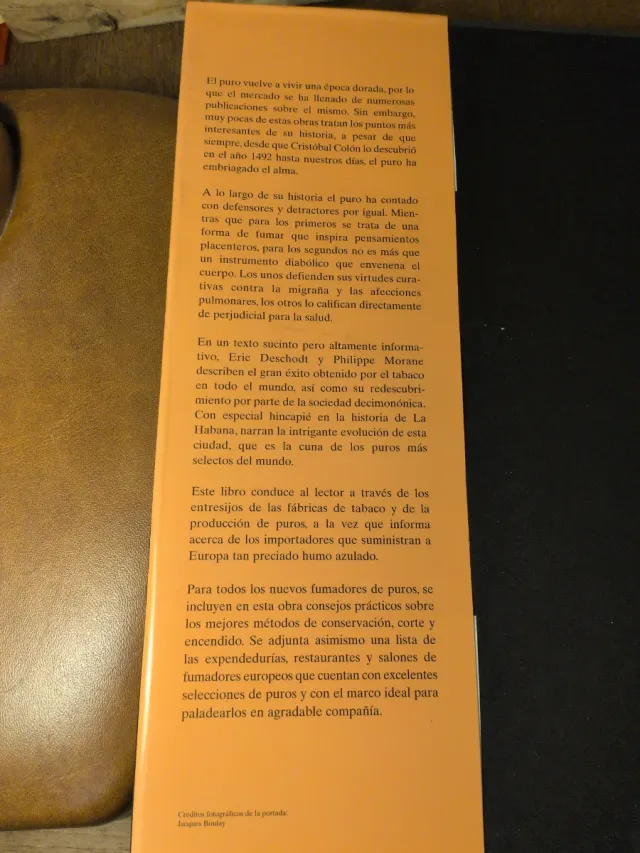 El puro vuelve a vivir una época dorada, por lo
que el mercado se ha llenado de numerosas
publicaciones sobre el mismo. Sin embargo,
muy pocas de estas obras tratan los puntos más
interesantes de su historia, a pesar de que
siempre, desde que Cristóbal Colón lo descubrió
en el año 1492 hasta nuestros días, el puro ha
embriagado el alma.
A lo largo de su historia el puro ha contado
con defensores y detractores por igual. Mien-
tras que para los primeros se trata de una
forma de fumar que inspira pensamientos
placenteros, para los segundos no es más que
un instrumento diabólico que envenena el
cuerpo. Los unos defienden sus virtudes cura-
tivas contra la migraña y las afecciones
pulmonares, los otros lo califican directamente
de perjudicial para la salud.
En un texto sucinto pero altamente informa-
tivo, Eric Deschodt y Philippe Morane
describen el gran éxito obtenido por el tabaco
en todo el mundo, así como su redescubri-
miento por parte de la sociedad decimonónica.
Con especial hincapié en la historia de La
Habana, narran la intrigante evolución de esta
ciudad, que es la cuna de los puros más
selectos del mundo.
Este libro conduce al lector a través de los
entresijos de las fábricas de tabaco y de la
producción de puros, a la vez que informa
acerca de los importadores que suministran a
Europa tan preciado humo azulado.
Para todos los nuevos fumadores de puros, se
incluyen en esta obra consejos prácticos sobre
los mejores métodos de conservación, corte y
encendido. Se adjunta asimismo una lista de
las expendedurías, restaurantes y salones de
fumadores europeos que cuentan con excelentes
selecciones de puros y con el marco ideal para
paladearlos en agradable compañía.
Créditos fotográficos de la portada:
Jacques Boulay